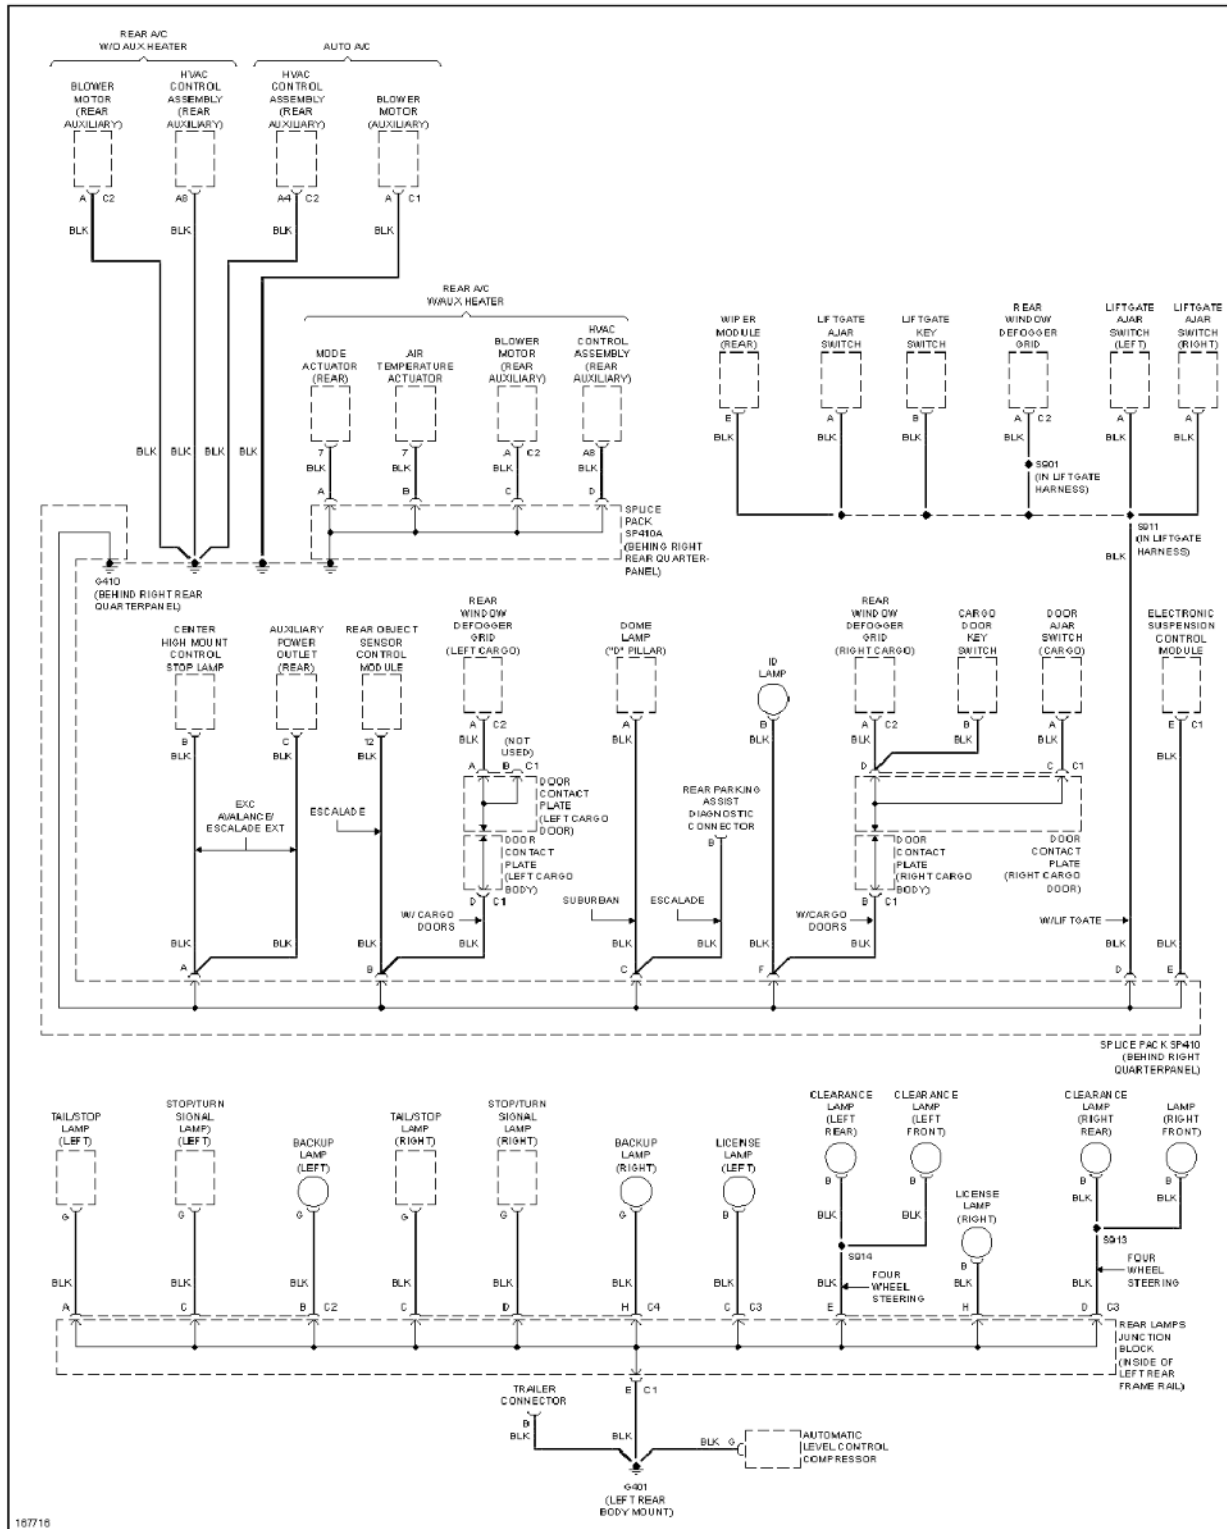 REAR A/C
W/O AUX HEATER
AUTO A/C
BLOWER
MOTOR
(REAR
AUXILIARY)
HVAC
CONTROL
ASSEMBLY
(REAR
AUXILIARY)
HVAC
CONTROL
ASSEMBLY
(REAR
AUXILIARY)
BLOWER
MOTOR
(AUXILIARY)
A C2
A8
A4 C2
A C1
BLK BLK BLK BLK
REAR A/C
W/AUX HEATER
MODE
ACTUATOR
(REAR)
AIR
TEMPERATURE
ACTUATOR
BLOWER
MOTOR
(REAR
AUXILIARY)
HVAC
CONTROL
ASSEMBLY
(REAR
AUXILIARY)
WIPER
MODULE
(REAR)
LIFTGATE
AJAR
SWITCH
LIFTGATE
KEY
SWITCH
REAR
WINDOW
DEFOGGER
GRID
LIFTGATE
AJAR
SWITCH
(LEFT)
LIFTGATE
AJAR
SWITCH
(RIGHT)
E A B A C2 A A
BLK BLK BLK BLK BLK BLK
BLK BLK BLK BLK
7 7 A C2 A8
BLK BLK BLK BLK
A B C D
S901
(IN LIFTGATE
HARNESS)
SPLICE
PACK
SP410A
(BEHING RIGHT
REAR QUARTER-
PANEL)
S911
(IN LIFTGATE
HARNESS)
BLK
G410
(BEHIND RIGHT REAR
QUARTERPANEL)
CENTER
HIGH MOUNT
CONTROL
STOP LAMP
AUXILIARY
POWER
OUTLET
(REAR)
REAR OBJECT
SENSOR
CONTROL
MODULE
REAR
WINDOW
DEFOGGER
GRID
(LEFT CARGO)
DOME
LAMP
("D" PILLAR)
ID
LAMP
REAR
WINDOW
DEFOGGER
GRID
(RIGHT CARGO)
CARGO
DOOR
KEY
SWITCH
DOOR
AJAR
SWITCH
(CARGO)
ELECTRONIC
SUSPENSION
CONTROL
MODULE
B C 12 A C2 A B A C2 B A E C1
BLK BLK BLK BLK BLK BLK BLK BLK BLK BLK
(NOT
USED)
A B C1
D C C1
DOOR
CONTACT
PLATE
(LEFT CARGO
DOOR)
DOOR
CONTACT
PLATE
(LEFT CARGO
BODY)
D C1
REAR PARKING
ASSIST
DIAGNOSTIC
CONNECTOR
B
DOOR
CONTACT
PLATE
(RIGHT CARGO
BODY)
B C1
DOOR
CONTACT
PLATE
(RIGHT CARGO
DOOR)
EXC
AVALANCE/
ESCALADE EXT
ESCALADE
W/ CARGO
DOORS
SUBURBAN
ESCALADE
W/CARGO
DOORS
W/LIFTGATE
BLK BLK BLK BLK BLK BLK BLK BLK BLK BLK
A B C F D E
SPLICE PACK SP410
(BEHIND RIGHT
QUARTERPANEL)
TAIL/STOP
LAMP
(LEFT)
STOP/TURN
SIGNAL
LAMP)
(LEFT)
BACKUP
LAMP
(LEFT)
TAIL/STOP
LAMP
(RIGHT)
STOP/TURN
SIGNAL
LAMP
(RIGHT)
BACKUP
LAMP
(RIGHT)
LICENSE
LAMP
(LEFT)
CLEARANCE
LAMP
(LEFT
REAR)
CLEARANCE
LAMP
(LEFT
FRONT)
LICENSE
LAMP
(RIGHT)
CLEARANCE
LAMP
(RIGHT
REAR)
LAMP
(RIGHT
FRONT)
G G G G G G B B B B B B
BLK BLK BLK BLK
S914
S913
FOUR
WHEEL
STEERING
FOUR
WHEEL
STEERING
BLK BLK BLK BLK BLK BLK BLK BLK BLK BLK
A C B C2 C D H C4 C C3 E H D C3
REAR LAMPS
JUNCTION
BLOCK
(INSIDE OF
LEFT REAR
FRAME RAIL)
E C1
TRAILER
CONNECTOR
B
BLK BLK BLK G
AUTOMATIC
LEVEL CONTROL
COMPRESSOR
G401
(LEFT REAR
BODY MOUNT)
167716